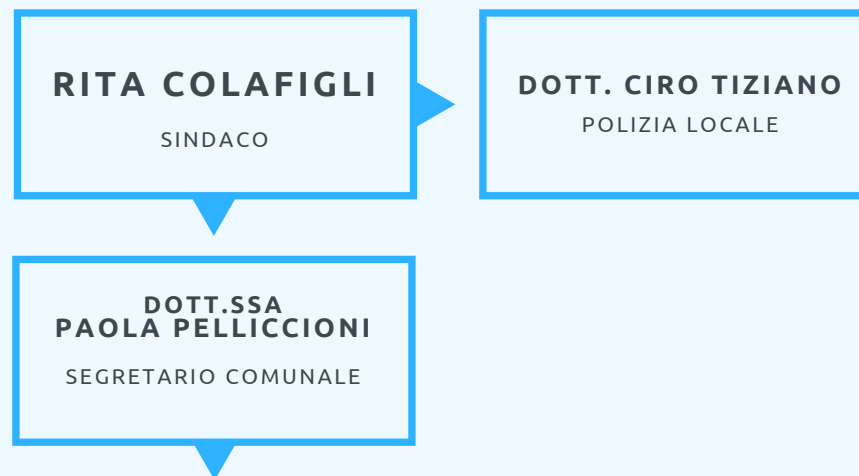 RITA COLAFIGLI
SINDACO
DOTT. CIRO TIZIANO
POLIZIA LOCALE
DOTT.SSA
PAOLA PELLICCIONI
SEGRETARIO COMUNALE